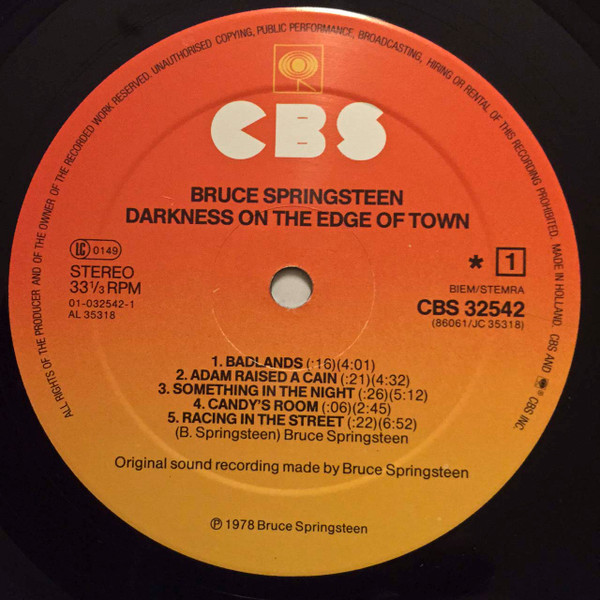 ALL RIGHTS OF THE PRODUCER AND OF THE OWNER OF THE RECORDED WORK RESERVED. UNAUTHORISED COPYING, PUBLIC PERFORMANCE, BROADCASTING, HIRING OR RENTAL OF THIS RECORDING PROHIBITED. MADE IN HOLLAND. CBS AND ® CBS INC.
CBS
BRUCE SPRINGSTEEN
DARKNESS ON THE EDGE OF TOWN
LC 0149
STEREO
33 1/3 RPM
01-032542-1
AL 35318
* 1
BIEM/STEMRA
CBS 32542
(86061/JC 35318)
1. BADLANDS (:16)(4:01)
2. ADAM RAISED A CAIN (:21)(4:32)
3. SOMETHING IN THE NIGHT (:26)(5:12)
4. CANDY'S ROOM (:06)(2:45)
5. RACING IN THE STREET (:22)(6:52)
(B. Springsteen) Bruce Springsteen
Original sound recording made by Bruce Springsteen
℗ 1978 Bruce Springsteen